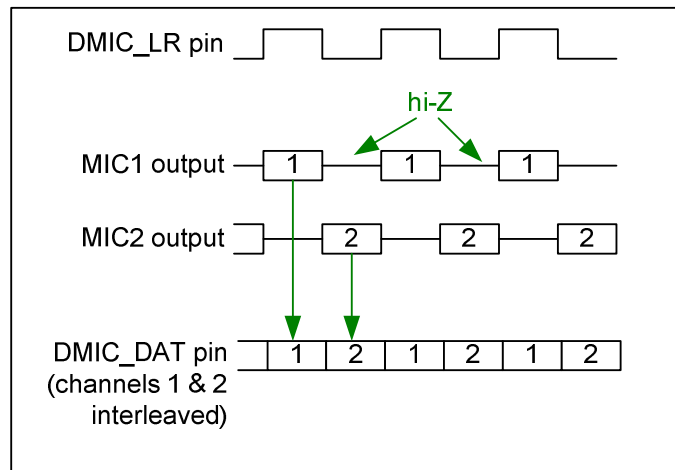 DMIC_LR pin
hi-Z
MIC1 output 1 1 1
MIC2 output 2 2 2
DMIC_DAT pin 1 2 1 2 1 2
(channels 1 & 2
interleaved)